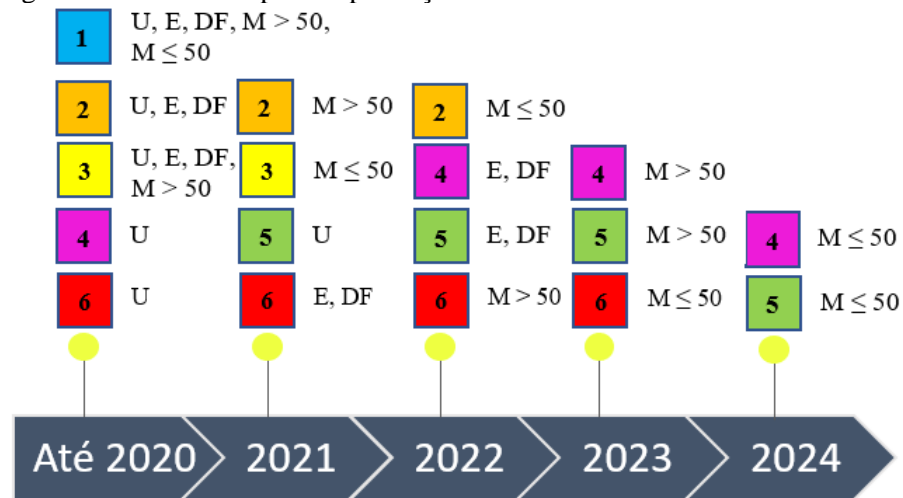 1 U, E, DF, M > 50,
M ≤ 50
2 U, E, DF 2 M > 50 2 M ≤ 50
3 U, E, DF, 3 M ≤ 50 4 E, DF 4 M > 50
M > 50
4 U 5 U 5 E, DF 5 M > 50 4 M ≤ 50
6 U 6 E, DF 6 M > 50 6 M ≤ 50 5 M ≤ 50
Até 2020 2021 2022 2023 2024